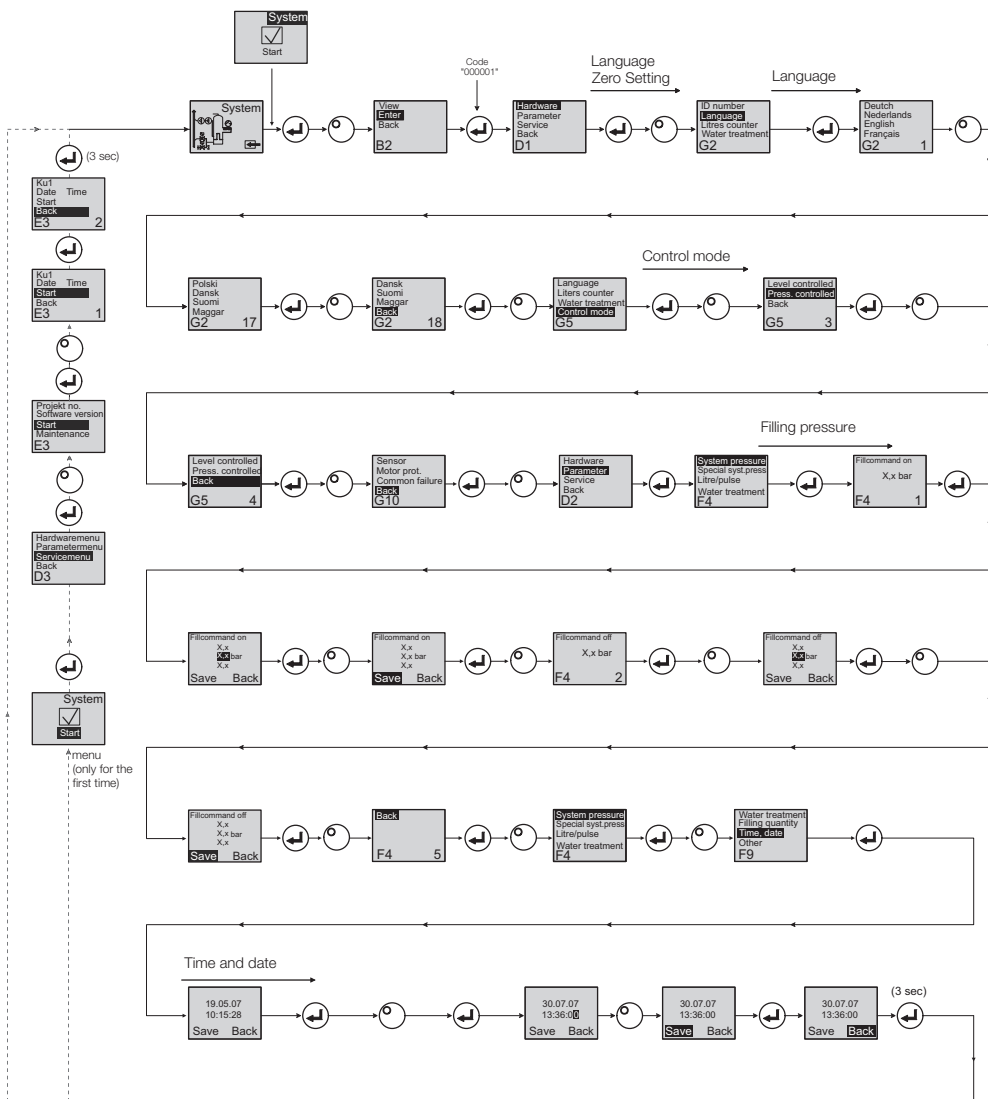 System
Start
Code
"000001"
Language
Zero Setting
Language
System
View
Enter
Back
B2
Hardware
Parameter
Service
Back
D1
ID number
Language
Litres counter
Water treatment
G2
Deutch
Nederlands
English
Français
G2 1
(3 sec)
Ku1
Date Time
Start
Back
E3 2
Ku1
Date Time
Start
Back
E3 1
Projekt no.
Software version
Start
Maintenance
E3
Hardwaremenu
Parametermenu
Servicemenu
Back
D3
System
Start
menu
(only for the
first time)
Control mode
Polski
Dansk
Suomi
Maggar
G2 17
Dansk
Suomi
Maggar
Back
G2 18
Language
Liters counter
Water treatment
Control mode
G5
Level controlled
Press. controlled
Back
G5 3
Filling pressure
Level controlled
Press. controlled
Back
G5 4
Sensor
Motor prot.
Common failure
Back
G10
Hardware
Parameter
Service
Back
D2
System pressure
Special syst.press
Litre/pulse
Water treatment
F4
Fillcommand on
X,x bar
F4 1
Fillcommand on
X,x
X,x bar
X,x
Save Back
Fillcommand on
X,x
X,x bar
X,x
Save Back
Fillcommand off
X,x bar
F4 2
Fillcommand off
X,x
X,x bar
X,x
Save Back
Fillcommand off
X,x
X,x bar
X,x
Save Back
Back
F4 5
System pressure
Special syst.press
Litre/pulse
Water treatment
F4
Water treatment
Filling quantity
Time, date
Other
F9
Time and date
19.05.07
10:15:28
Save Back
30.07.07
13:36:00
Save Back
30.07.07
13:36:00
Save Back
30.07.07
13:36:00
Save Back
(3 sec)